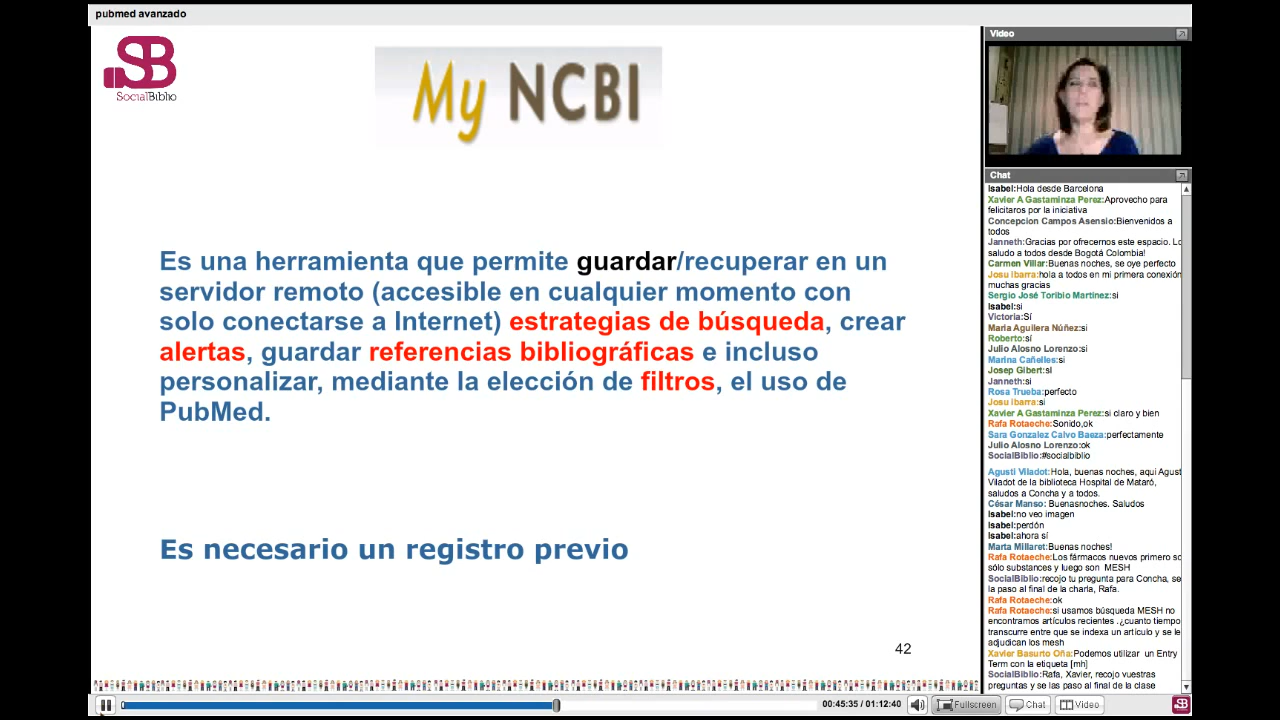 pubmed avanzado
SB
SocialBiblio
My NCBI
Es una herramienta que permite guardar/recuperar en un
servidor remoto (accesible en cualquier momento con
solo conectarse a Internet) estrategias de búsqueda, crear
alertas, guardar referencias bibliográficas e incluso
personalizar, mediante la elección de filtros, el uso de
PubMed.
Es necesario un registro previo
42
Video
Chat
Isabel:Hola desde Barcelona
Xavier A Gastaminza Perez:Aprovecho para
felicitaros por la iniciativa
Concepcion Campos Asensio:Bienvenidos a
todos
Janneth:Gracias por ofrecernos este espacio. Lo
saludo a todos desde Bogotá Colombia!
Carmen Villar:Buenas noches, se oye perfecto
Josu Ibarra:hola a todos en mi primera conexión
muchas gracias
Sergio José Toribio Martínez:si
Isabel:si
Victoria:Sí
María Aguilera Núñez:si
Roberto:sí
Julio Alosno Lorenzo:si
Marina Cañelles:si
Josep Gibert:sI
Janneth:si
Rosa Trueba:perfecto
Josu Ibarra:si
Xavier A Gastaminza Perez:si claro y bien
Rafa Rotaeche:Sonido,ok
Sara Gonzalez Calvo Baeza:perfectamente
Julio Alosno Lorenzo:ok
SocialBiblio:#socialbiblio
Agustí Viladot:Hola, buenas noches, aquí Agust
Viladot de la biblioteca Hospital de Mataró,
saludos a Concha y a todos.
César Manso: Buenasnoches. Saludos
Isabel:no veo imagen
Isabel:perdón
Isabel:ahora sí
Marta Millaret:Buenas noches!
Rafa Rotaeche:Los fármacos nuevos primero so
sólo substances y luego son MESH
SocialBiblio:recojo tu pregunta para Concha, se
la paso al final de la charla, Rafa.
Rafa Rotaeche:ok
Rafa Rotaeche:si usamos búsqueda MESH no
encontramos artículos recientes .¿cuanto tiempo
transcurre entre que se indexa un artículo y se le
adjudican los mesh
Xavier Basurto Oña:Podemos utilizar un Entry
Term con la etiqueta [mh]
SocialBiblio:Rafa, Xavier, recojo vuestras
preguntas y se las paso al final de la clase
00:45:35 / 01:12:40
Fullscreen
Chat
Video
SB